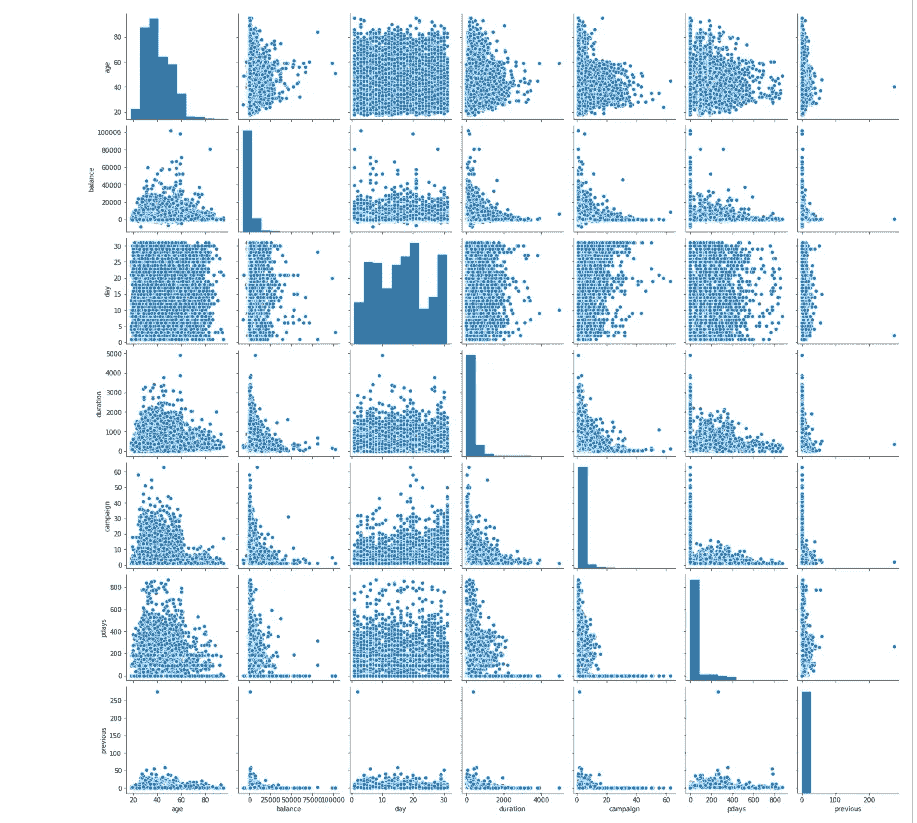 80
60
40
20
age
100000
80000
60000
40000
20000
0
balance
30
25
20
15
10
5
0
day
5000
4000
3000
2000
1000
0
duration
60
50
40
30
20
10
0
campaign
800
600
400
200
0
pdays
250
200
150
100
50
0
previous
20 40 60 80
0 25000 50000 75000 100000
0 10 20 30
0 2000 4000
0 20 40 60
0 200 400 600 800
0 100 200
age balance day duration campaign pdays previous